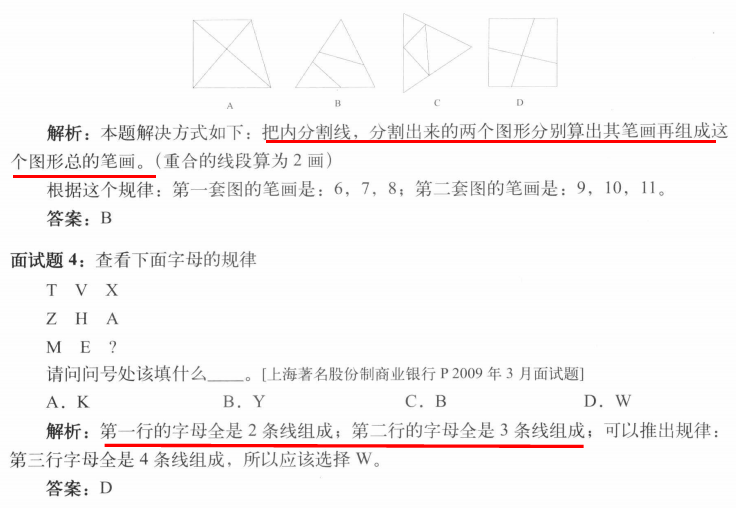 A B C D
解析：本题解决方式如下：把内分割线，分割出来的两个图形分别算出其笔画再组成这
个图形总的笔画。（重合的线段算为 2 画）
根据这个规律：第一套图的笔画是：6，7，8；第二套图的笔画是：9，10，11。
答案：B
面试题 4：查看下面字母的规律
T V X
Z H A
M E ?
请问问号处该填什么____。[上海著名股份制商业银行 P 2009 年 3 月面试题]
A．K B．Y C．B D．W
解析：第一行的字母全是 2 条线组成；第二行的字母全是 3 条线组成；可以推出规律：
第三行字母全是 4 条线组成，所以应该选择 W。
答案：D